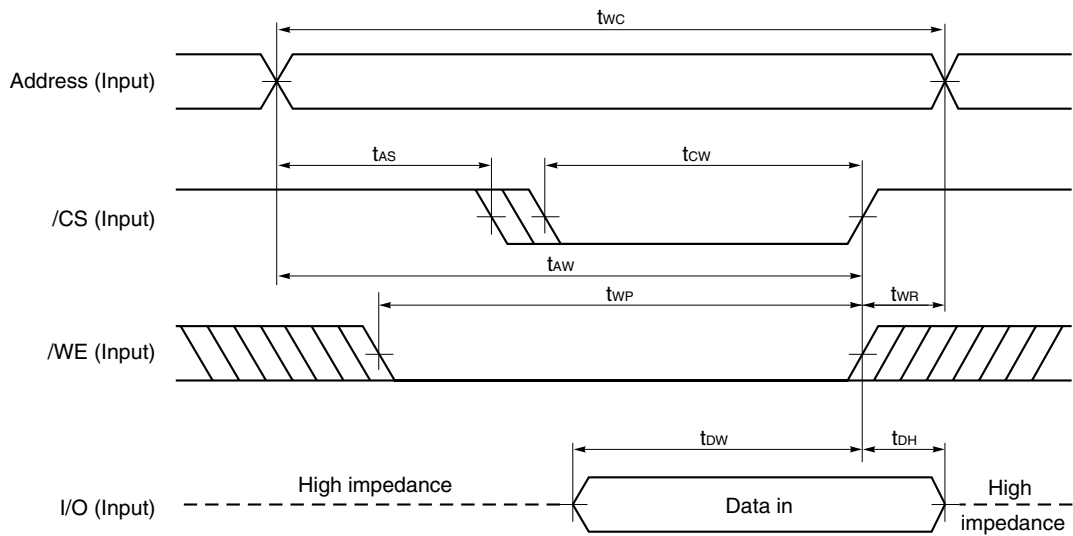 tWC
Address (Input)
tAS
tCW
/CS (Input)
tAW
tWP
tWR
/WE (Input)
tDW
tDH
I/O (Input)
High impedance
Data in
High
impedance